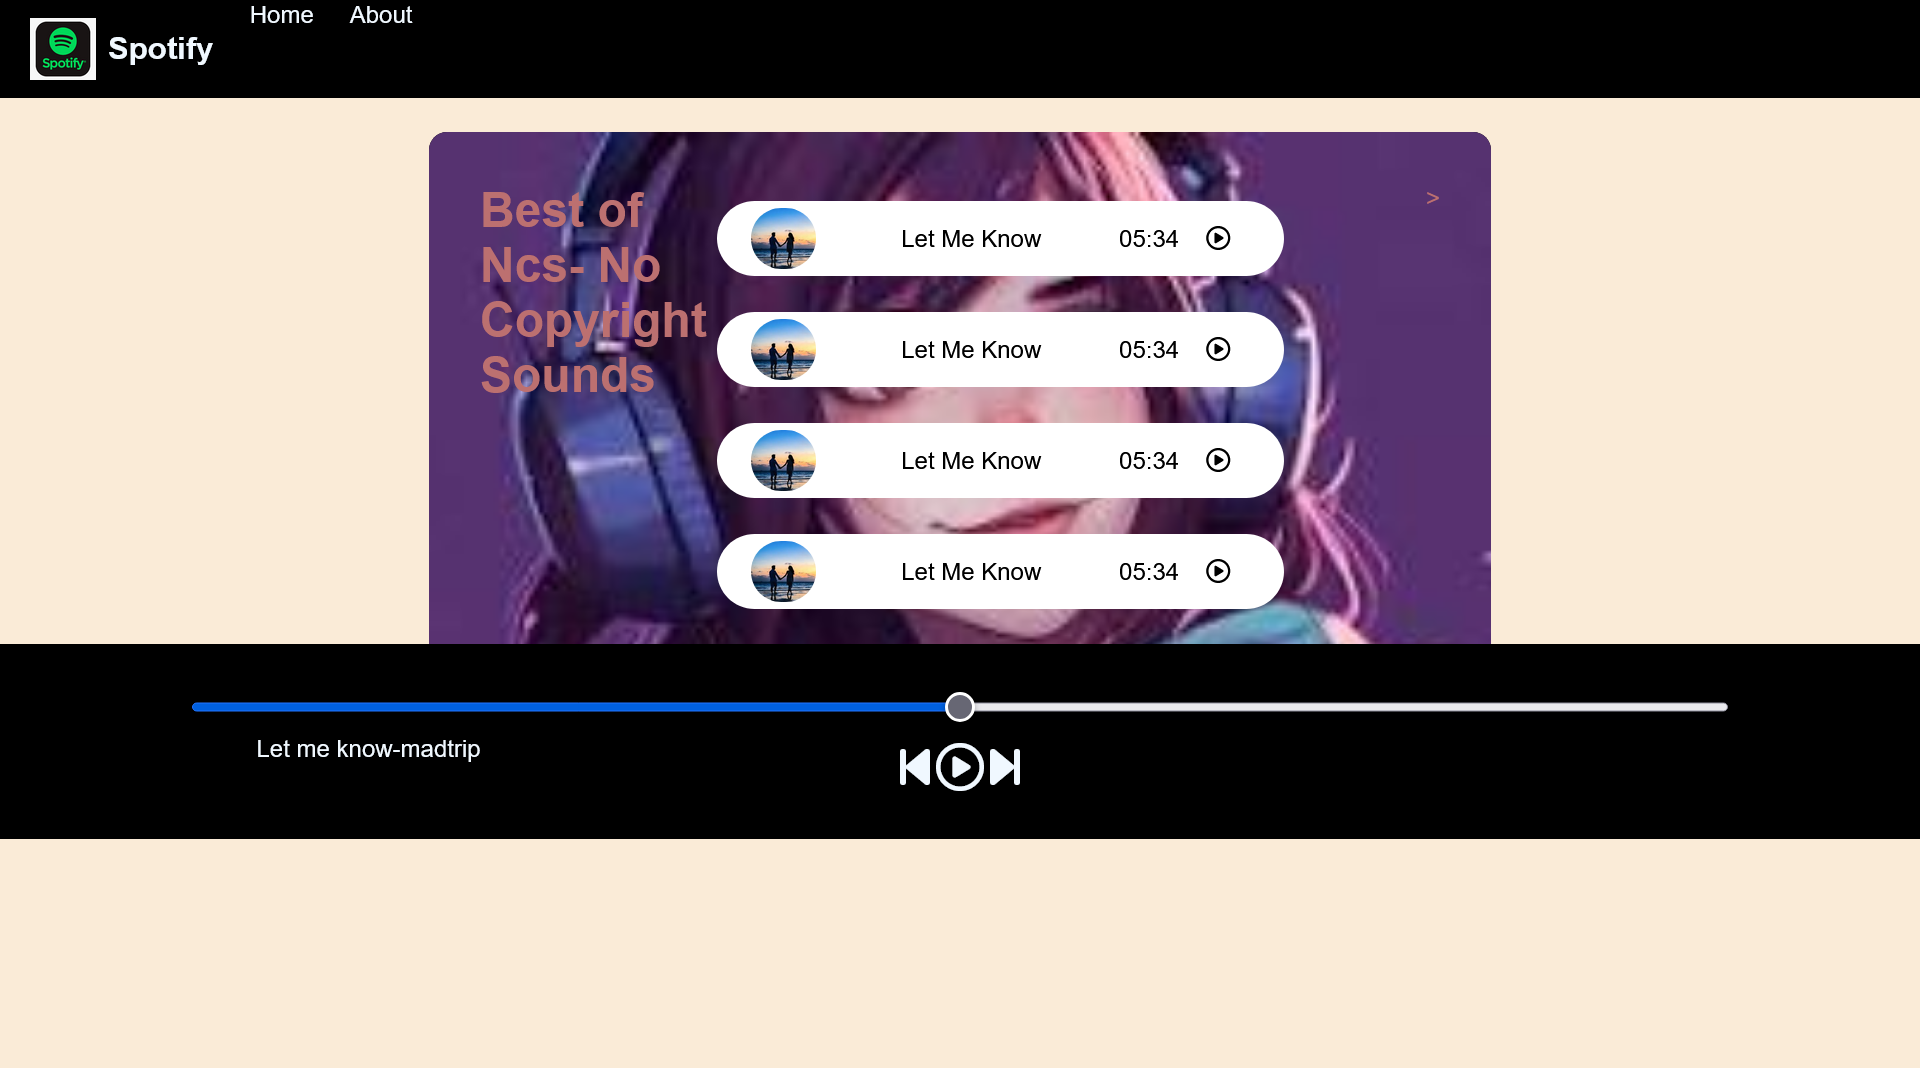 Home
About
Spotify
Spotify
Best of
Ncs- No
Copyright
Sounds
>
Let Me Know 05:34
Let Me Know 05:34
Let Me Know 05:34
Let Me Know 05:34
Let me know-madtrip